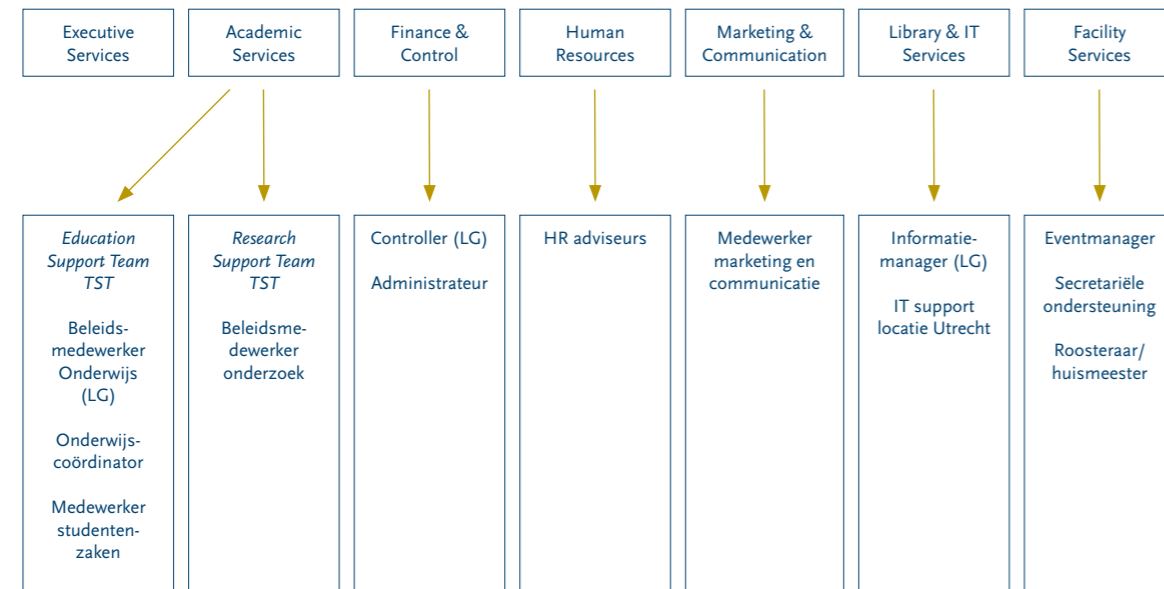 Executive
Services
Academic
Services
Finance &
Control
Human
Resources
Marketing &
Communication
Library & IT
Services
Facility
Services
Education
Support Team
TST
Beleids-
medewerker
Onderwijs
(LG)
Onderwijs-
coördinator
Medewerker
studenten-
zaken
Research
Support Team
TST
Beleidsme-
dewerker
onderzoek
Controller (LG)
Administrateur
HR adviseurs
Medewerker
marketing en
communicatie
Informatie-
manager (LG)
IT support
locatie Utrecht
Eventmanager
Secretariële
ondersteuning
Roosteraar/
huismeester